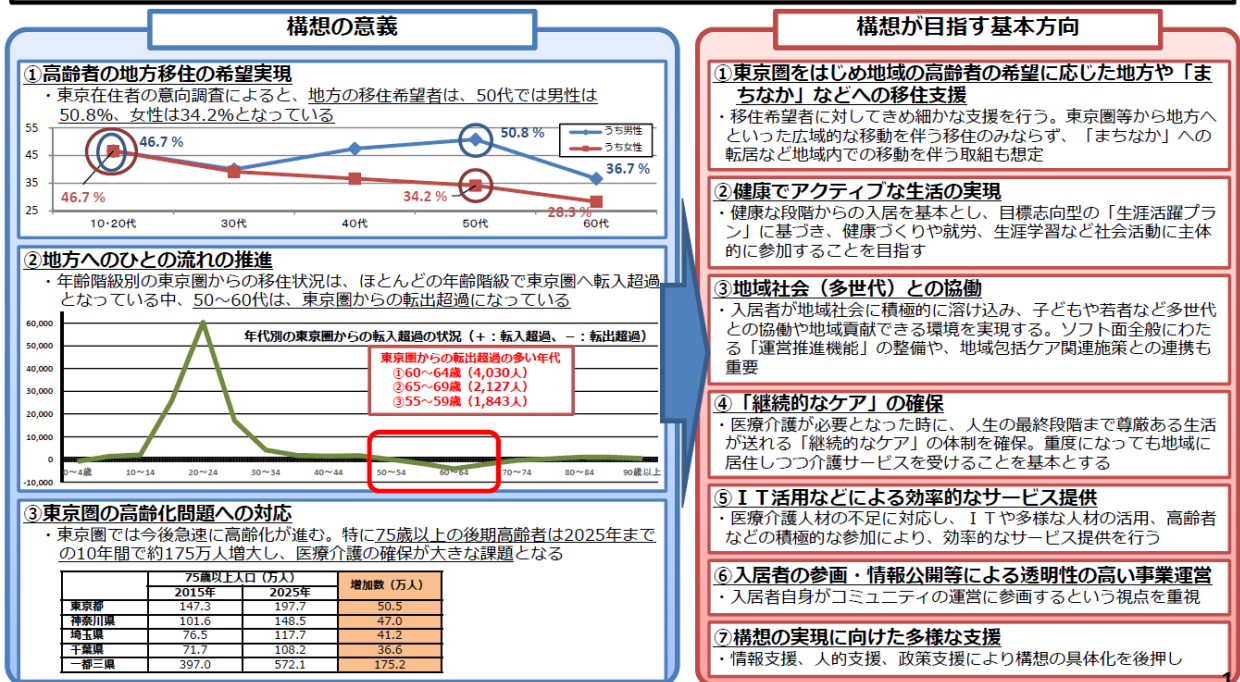 構想の意義
①高齢者の地方移住の希望実現
・東京在住者の意向調査によると、地方の移住希望者は、50代では男性は
50.8%、女性は34.2%となっている
55
45
35
25
46.7 %
46.7 %
50.8 %
34.2 %
36.7 %
28.3 %
うち男性
うち女性
10・20代
30代
40代
50代
60代
②地方へのひとの流れの推進
・年齢階級別の東京圏からの移住状況は、ほとんどの年齢階級で東京圏へ転入超過
となっている中、50～60代は、東京圏からの転出超過になっている
年代別の東京圏からの転入超過の状況（+：転入超過、－：転出超過）
60,000
50,000
40,000
30,000
20,000
10,000
0
-10,000
東京圏からの転出超過の多い年代
①60～64歳（4,030人）
②65～69歳（2,127人）
③55～59歳（1,843人）
0～4歳
10～14
20～24
30～34
40～44
50～54
60～64
70～74
80～84
90歳以上
③東京圏の高齢化問題への対応
・東京圏では今後急速に高齢化が進む。特に75歳以上の後期高齢者は2025年まで
の10年間で約175万人増大し、医療介護の確保が大きな課題となる
75歳以上人口（万人） 増加数（万人）
2015年 2025年
東京都 147.3 197.7 50.5
神奈川県 101.6 148.5 47.0
埼玉県 76.5 117.7 41.2
千葉県 71.7 108.2 36.6
一都三県 397.0 572.1 175.2
構想が目指す基本方向
①東京圏をはじめ地域の高齢者の希望に応じた地方や「ま
ちなか」などへの移住支援
・移住希望者に対してきめ細かな支援を行う。東京圏等から地方へ
といった広域的な移動を伴う移住のみならず、「まちなか」への
転居など地域内での移動を伴う取組も想定
②健康でアクティブな生活の実現
・健康な段階からの入居を基本とし、目標志向型の「生涯活躍プラ
ン」に基づき、健康づくりや就労、生涯学習など社会活動に主体
的に参加することを目指す
③地域社会（多世代）との協働
・入居者が地域社会に積極的に溶け込み、子どもや若者など多世代
との協働や地域貢献できる環境を実現する。ソフト面全般にわた
る「運営推進機能」の整備や、地域包括ケア関連施策との連携も
重要
④「継続的なケア」の確保
・医療介護が必要となった時に、人生の最終段階まで尊厳ある生活
が送れる「継続的なケア」の体制を確保。重度になっても地域に
居住しつつ介護サービスを受けることを基本とする
⑤ＩＴ活用などによる効率的なサービス提供
・医療介護人材の不足に対応し、ＩＴや多様な人材の活用、高齢者
などの積極的な参加により、効率的なサービス提供を行う
⑥入居者の参画・情報公開等による透明性の高い事業運営
・入居者自身がコミュニティの運営に参画するという視点を重視
⑦構想の実現に向けた多様な支援
・情報支援、人的支援、政策支援により構想の具体化を後押し
1